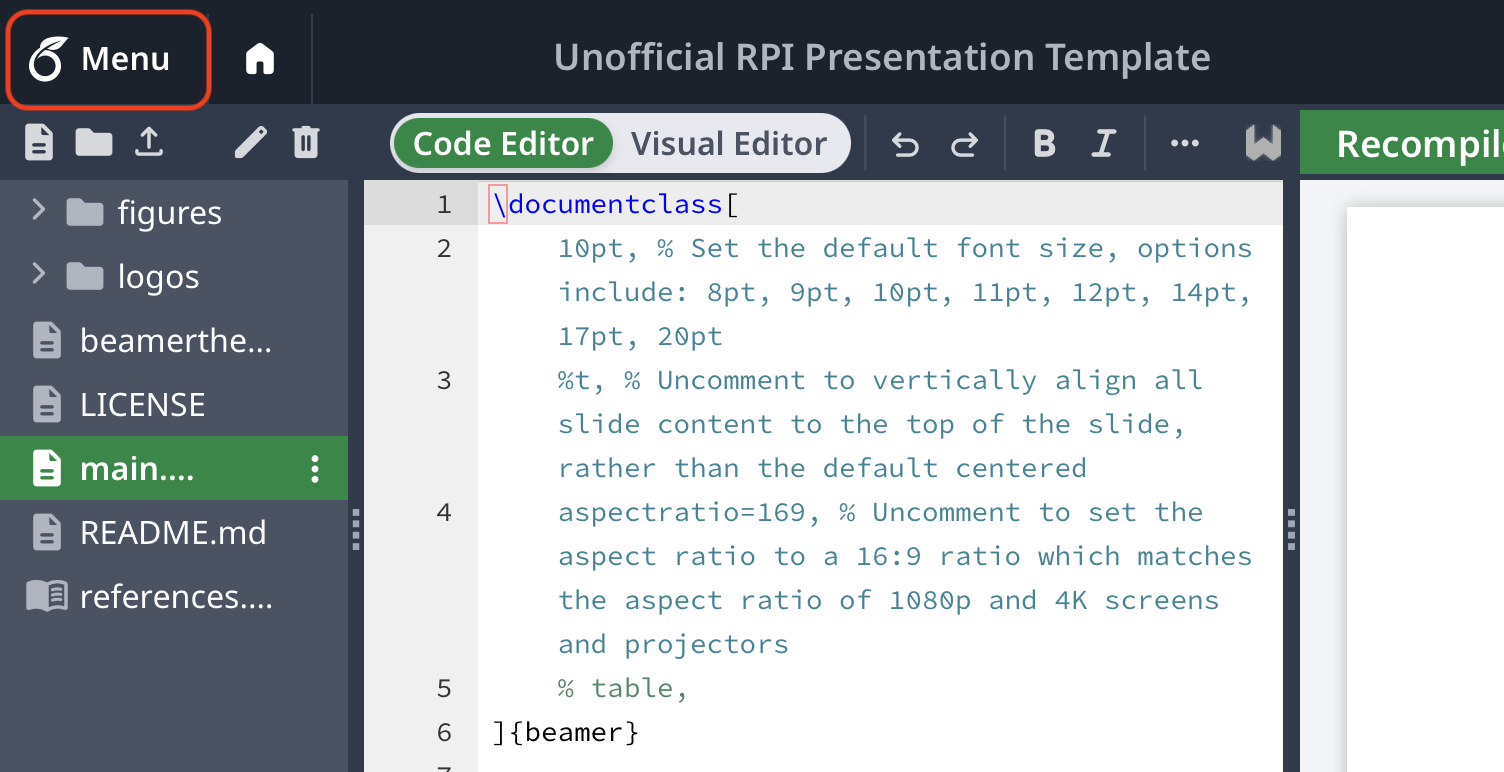 Menu
Unofficial RPI Presentation Template
Code Editor
Visual Editor
B
I
Recompil
figures
logos
beamerthe...
LICENSE
main....
README.md
references....
1
\documentclass[
2
10pt, % Set the default font size, options
include: 8pt, 9pt, 10pt, 11pt, 12pt, 14pt,
17pt, 20pt
3
%t, % Uncomment to vertically align all
slide content to the top of the slide,
rather than the default centered
4
aspectratio=169, % Uncomment to set the
aspect ratio to a 16:9 ratio which matches
the aspect ratio of 1080p and 4K screens
and projectors
5
% table,
6
]{beamer}